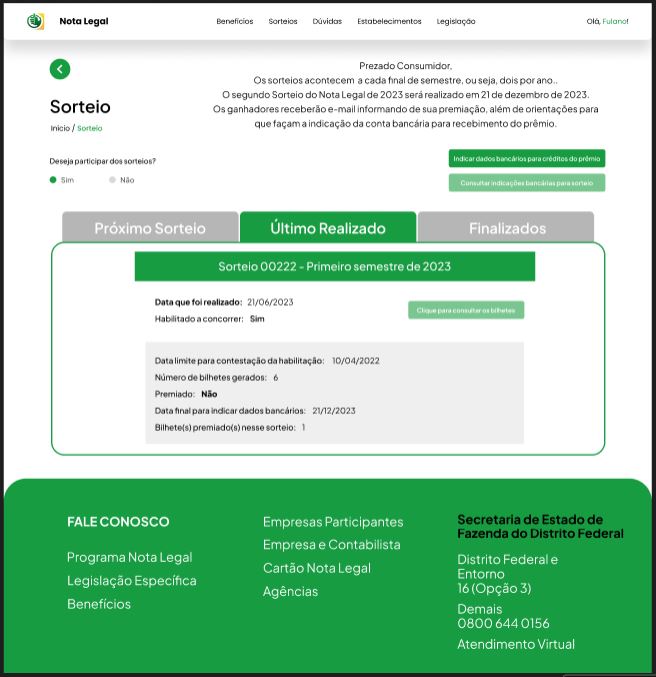 Nota Legal
Benefícios
Sorteios
Dúvidas
Estabelecimentos
Legislação
Olá, Fulano!
Sorteio
Início / Sorteio
Prezado Consumidor,
Os sorteios acontecem a cada final de semestre, ou seja, dois por ano..
O segundo Sorteio do Nota Legal de 2023 será realizado em 21 de dezembro de 2023.
Os ganhadores receberão e-mail informando de sua premiação, além de orientações para
que façam a indicação da conta bancária para recebimento do prêmio.
Deseja participar dos sorteios?
Sim
Não
Indicar dados bancários para créditos do prêmio
Consultar indicações bancárias para sorteio
Próximo Sorteio
Último Realizado
Finalizados
Sorteio 00222 - Primeiro semestre de 2023
Data que foi realizado: 21/06/2023
Habilitado a concorrer: Sim
Clique para consultar os bilhetes
Data limite para contestação da habilitação: 10/04/2022
Número de bilhetes gerados: 6
Premiado: Não
Data final para indicar dados bancários: 21/12/2023
Bilhete(s) premiado(s) nesse sorteio: 1
FALE CONOSCO
Programa Nota Legal
Legislação Específica
Benefícios
Empresas Participantes
Empresa e Contabilista
Cartão Nota Legal
Agências
Secretaria de Estado de
Fazenda do Distrito Federal
Distrito Federal e
Entorno
16 (Opção 3)
Demais
0800 644 0156
Atendimento Virtual